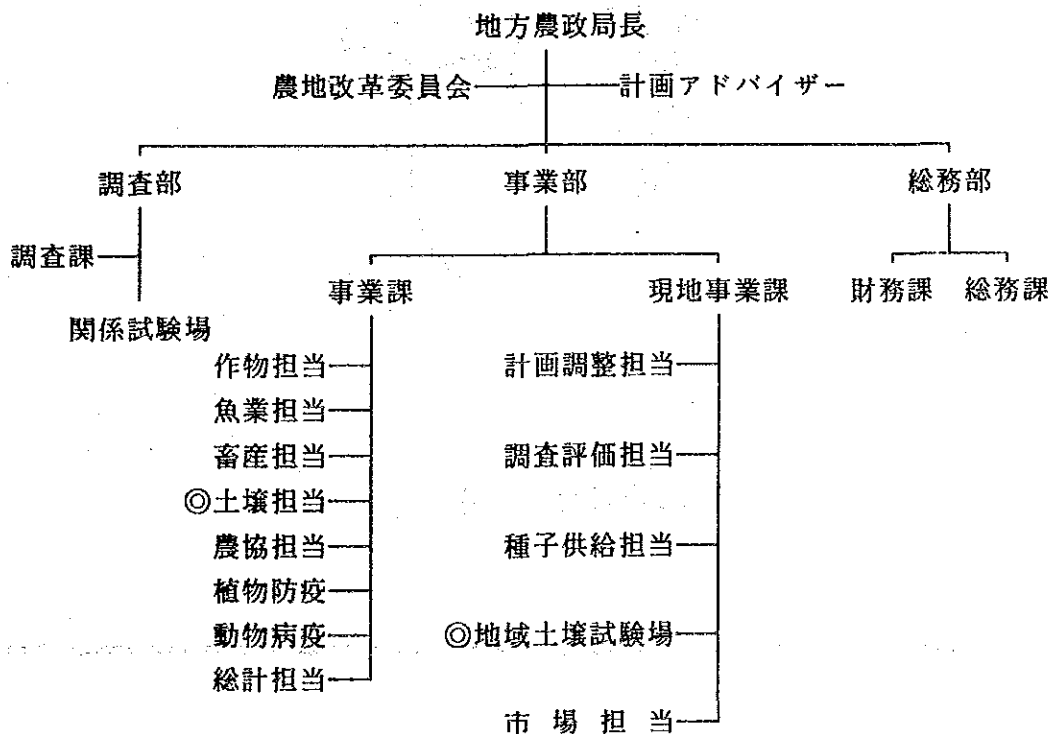 地方農政局長
農地改革委員会 計画アドバイザー
調査部 事業部 総務部
調査課
事業課 現地事業課 財務課 総務課
関係試験場
作物担当 計画調整担当
魚業担当
畜産担当 調査評価担当
◎土壌担当
農協担当 種子供給担当
植物防疫
動物病疫 ◎地域土壌試験場
総計担当
市場担当